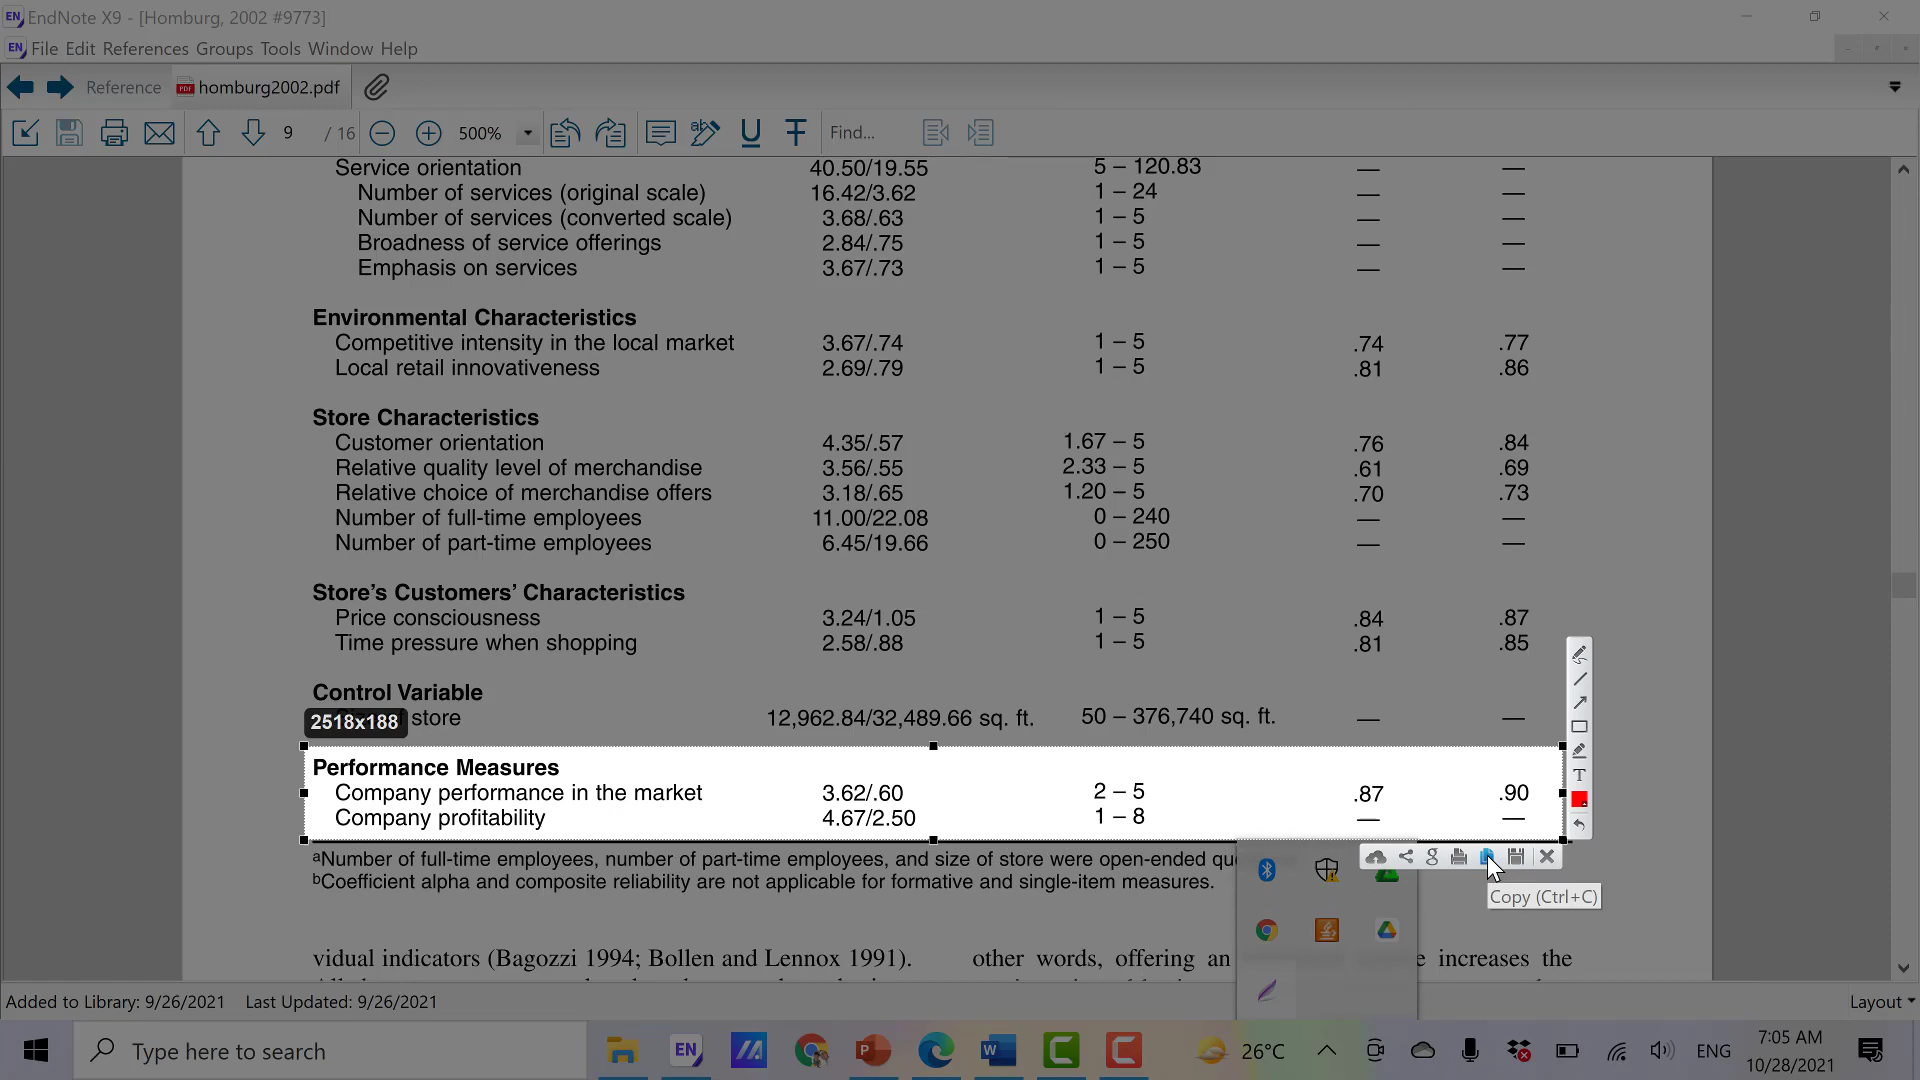 EndNote X9 - [Homburg, 2002 #9773]
File Edit References Groups Tools Window Help
Reference homburg2002.pdf
9 / 16 500% Find...
Service orientation 40.50/19.55 5 – 120.83 — —
Number of services (original scale) 16.42/3.62 1 – 24 — —
Number of services (converted scale) 3.68/.63 1 – 5 — —
Broadness of service offerings 2.84/.75 1 – 5 — —
Emphasis on services 3.67/.73 1 – 5 — —
Environmental Characteristics
Competitive intensity in the local market 3.67/.74 1 – 5 .74 .77
Local retail innovativeness 2.69/.79 1 – 5 .81 .86
Store Characteristics
Customer orientation 4.35/.57 1.67 – 5 .76 .84
Relative quality level of merchandise 3.56/.55 2.33 – 5 .61 .69
Relative choice of merchandise offers 3.18/.65 1.20 – 5 .70 .73
Number of full-time employees 11.00/22.08 0 – 240 — —
Number of part-time employees 6.45/19.66 0 – 250 — —
Store's Customers' Characteristics
Price consciousness 3.24/1.05 1 – 5 .84 .87
Time pressure when shopping 2.58/.88 1 – 5 .81 .85
Control Variable
2518x188 store 12,962.84/32,489.66 sq. ft. 50 – 376,740 sq. ft. — —
Performance Measures
Company performance in the market 3.62/.60 2 – 5 .87 .90
Company profitability 4.67/2.50 1 – 8 — —
aNumber of full-time employees, number of part-time employees, and size of store were open-ended qu
bCoefficient alpha and composite reliability are not applicable for formative and single-item measures.
Copy (Ctrl+C)
vidual indicators (Bagozzi 1994; Bollen and Lennox 1991).
other words, offering an e increases the
Added to Library: 9/26/2021 Last Updated: 9/26/2021 Layout
Type here to search
26°C
ENG
7:05 AM
10/28/2021